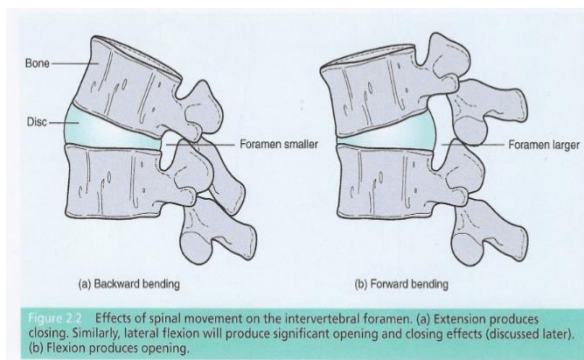 Bone
Disc
Foramen smaller
Foramen larger
(a) Backward bending
(b) Forward bending
Figure 2.2 Effects of spinal movement on the intervertebral foramen. (a) Extension produces
closing. Similarly, lateral flexion will produce significant opening and closing effects (discussed later).
(b) Flexion produces opening.